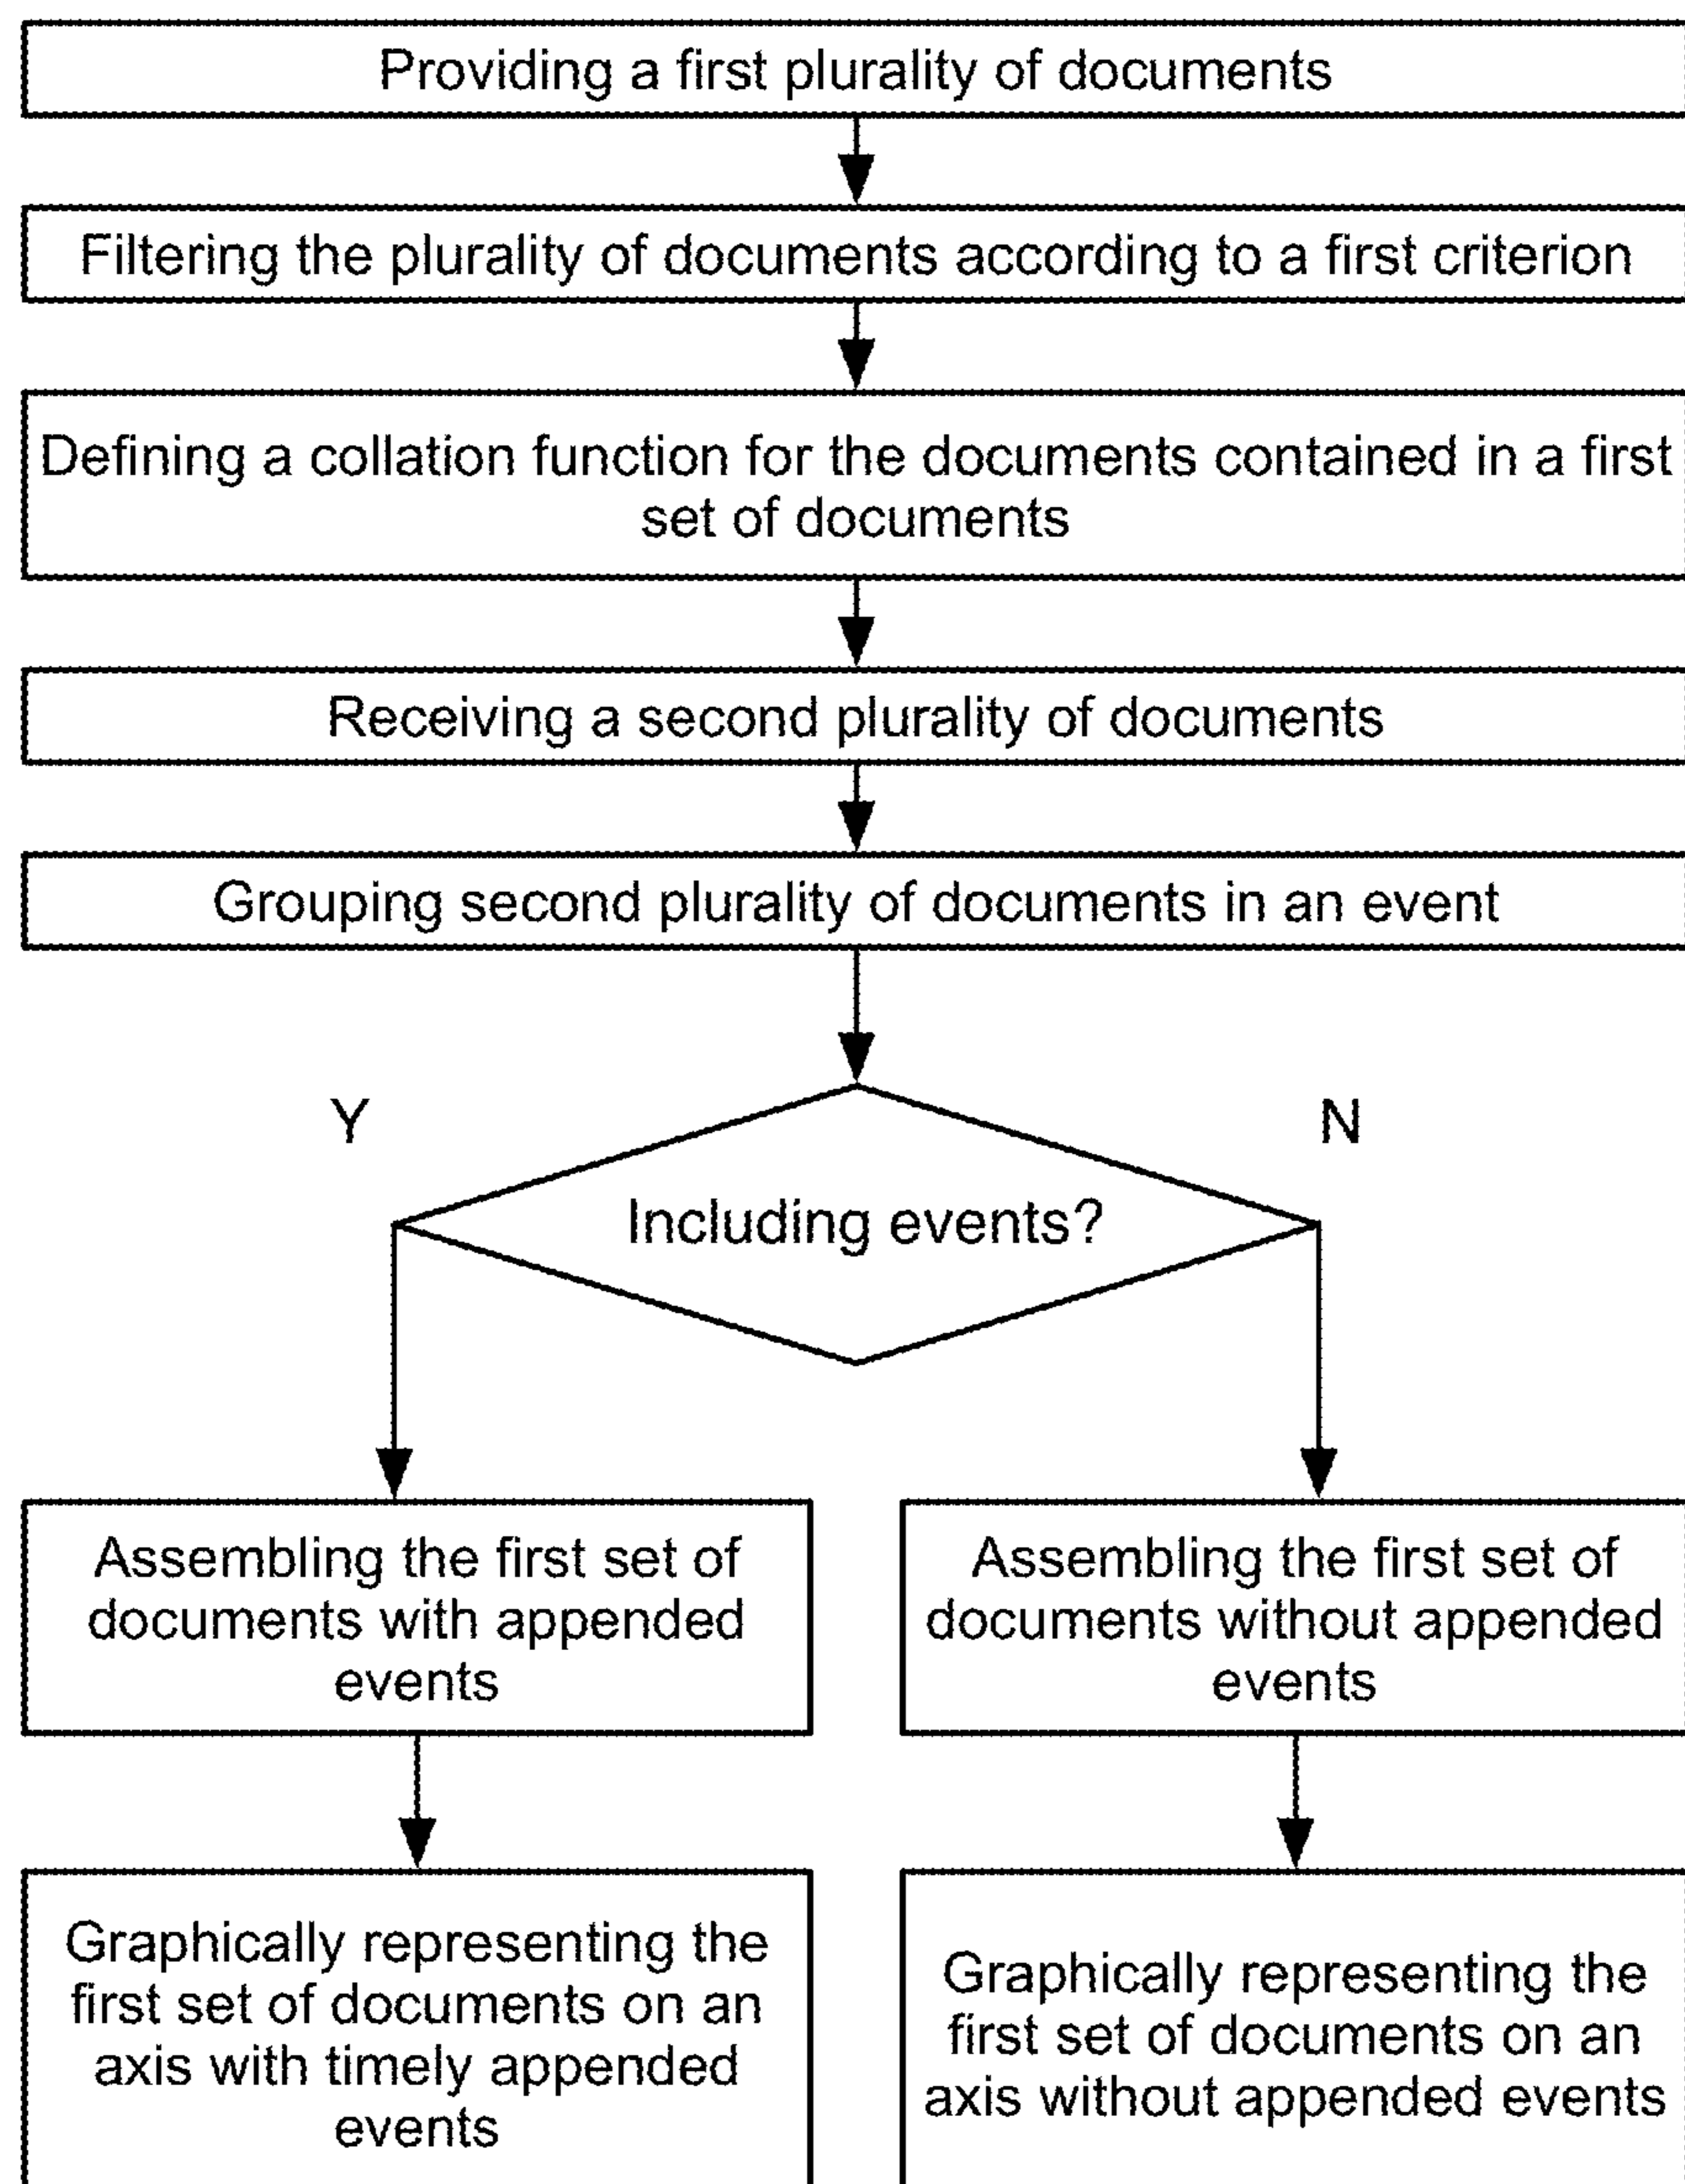 Providing a first plurality of documents
Filtering the plurality of documents according to a first criterion
Defining a collation function for the documents contained in a first
set of documents
Receiving a second plurality of documents
Grouping second plurality of documents in an event
Y
N
Including events?
Assembling the first set of
documents with appended
events
Assembling the first set of
documents without appended
events
Graphically representing the
first set of documents on an
axis with timely appended
events
Graphically representing the
first set of documents on an
axis without appended events